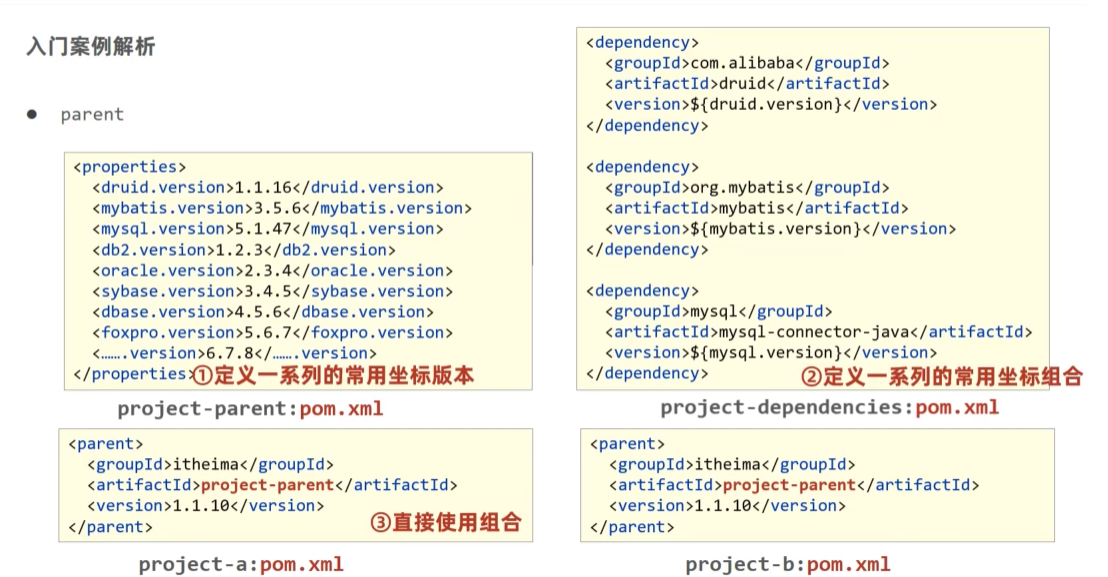 入门案例解析
● parent
<properties>
<druid.version>1.1.16</druid.version>
<mybatis.version>3.5.6</mybatis.version>
<mysql.version>5.1.47</mysql.version>
<db2.version>1.2.3</db2.version>
<oracle.version>2.3.4</oracle.version>
<sybase.version>3.4.5</sybase.version>
<dbase.version>4.5.6</dbase.version>
<foxpro.version>5.6.7</foxpro.version>
<…….version>6.7.8</…….version>
</properties>①定义一系列的常用坐标版本
project-parent:pom.xml
<dependency>
<groupId>com.alibaba</groupId>
<artifactId>druid</artifactId>
<version>${druid.version}</version>
</dependency>
<dependency>
<groupId>org.mybatis</groupId>
<artifactId>mybatis</artifactId>
<version>${mybatis.version}</version>
</dependency>
<dependency>
<groupId>mysql</groupId>
<artifactId>mysql-connector-java</artifactId>
<version>${mysql.version}</version>
</dependency> ②定义一系列的常用坐标组合
project-dependencies:pom.xml
<parent>
<groupId>itheima</groupId>
<artifactId>project-parent</artifactId>
<version>1.1.10</version>
</parent> ③直接使用组合
project-a:pom.xml
<parent>
<groupId>itheima</groupId>
<artifactId>project-parent</artifactId>
<version>1.1.10</version>
</parent>
project-b:pom.xml